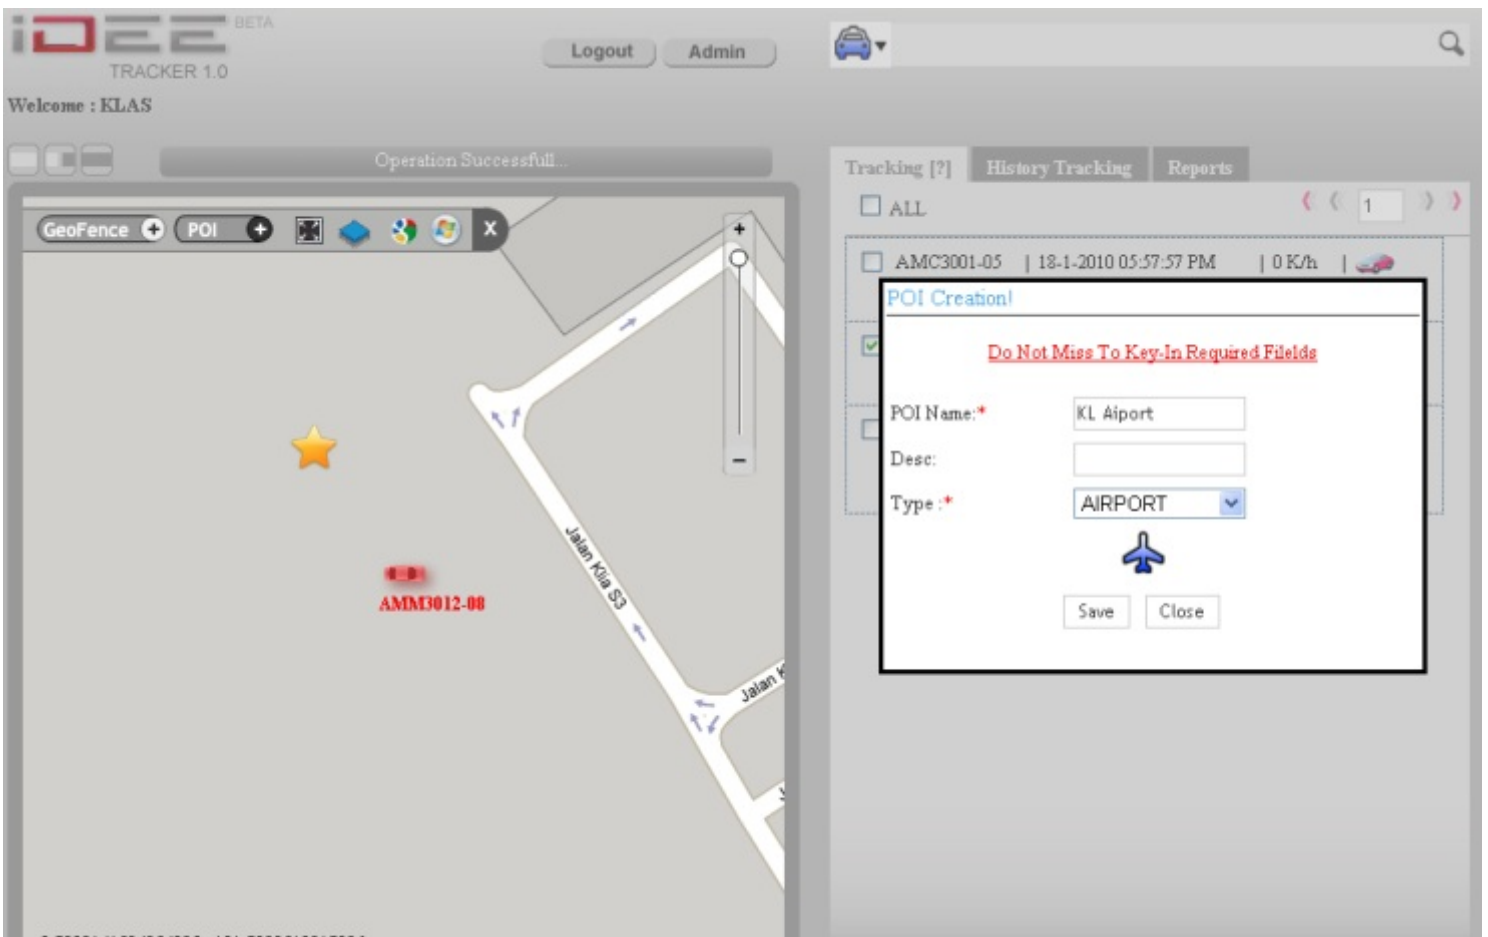 iDEE BETA
TRACKER 1.0
Logout Admin
Welcome : KLAS
Operation Successfull...
Tracking [?] History Tracking Reports
ALL
1
GeoFence + POI + X
+
AMC3001-05 | 18-1-2010 05:57:57 PM | 0 K/h |
POI Creation!
Do Not Miss To Key-In Required Filelds
POI Name:* KL Aiport
Desc:
Type :* AIRPORT
Save Close
Jalan Klia S3
AMM3012-08
Jalan K